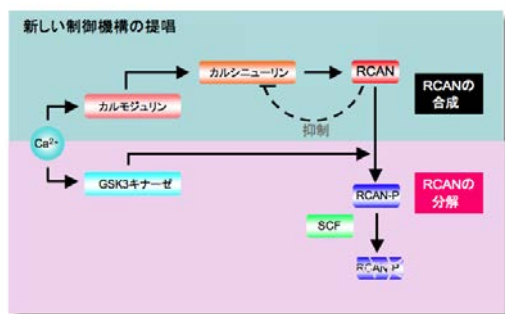 新しい制御機構の提唱
カルシニューリン
RCAN
RCANの
合成
カルモジュリン
抑制
Ca2+
GSK3キナーゼ
RCAN-P
RCANの
分解
SCF
RCAN-P